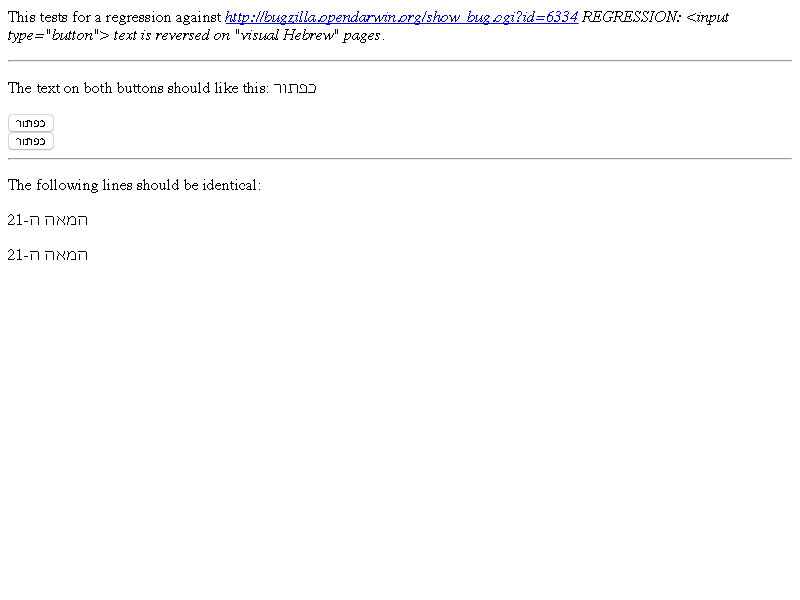 This tests for a regression against http://bugzilla.opendarwin.org/show_bug.cgi?id=6334 REGRESSION: <input
type="button"> text is reversed on "visual Hebrew" pages.
The text on both buttons should like this: כפתור
כפתור
כפתור
The following lines should be identical:
המאה ה-21
המאה ה-21